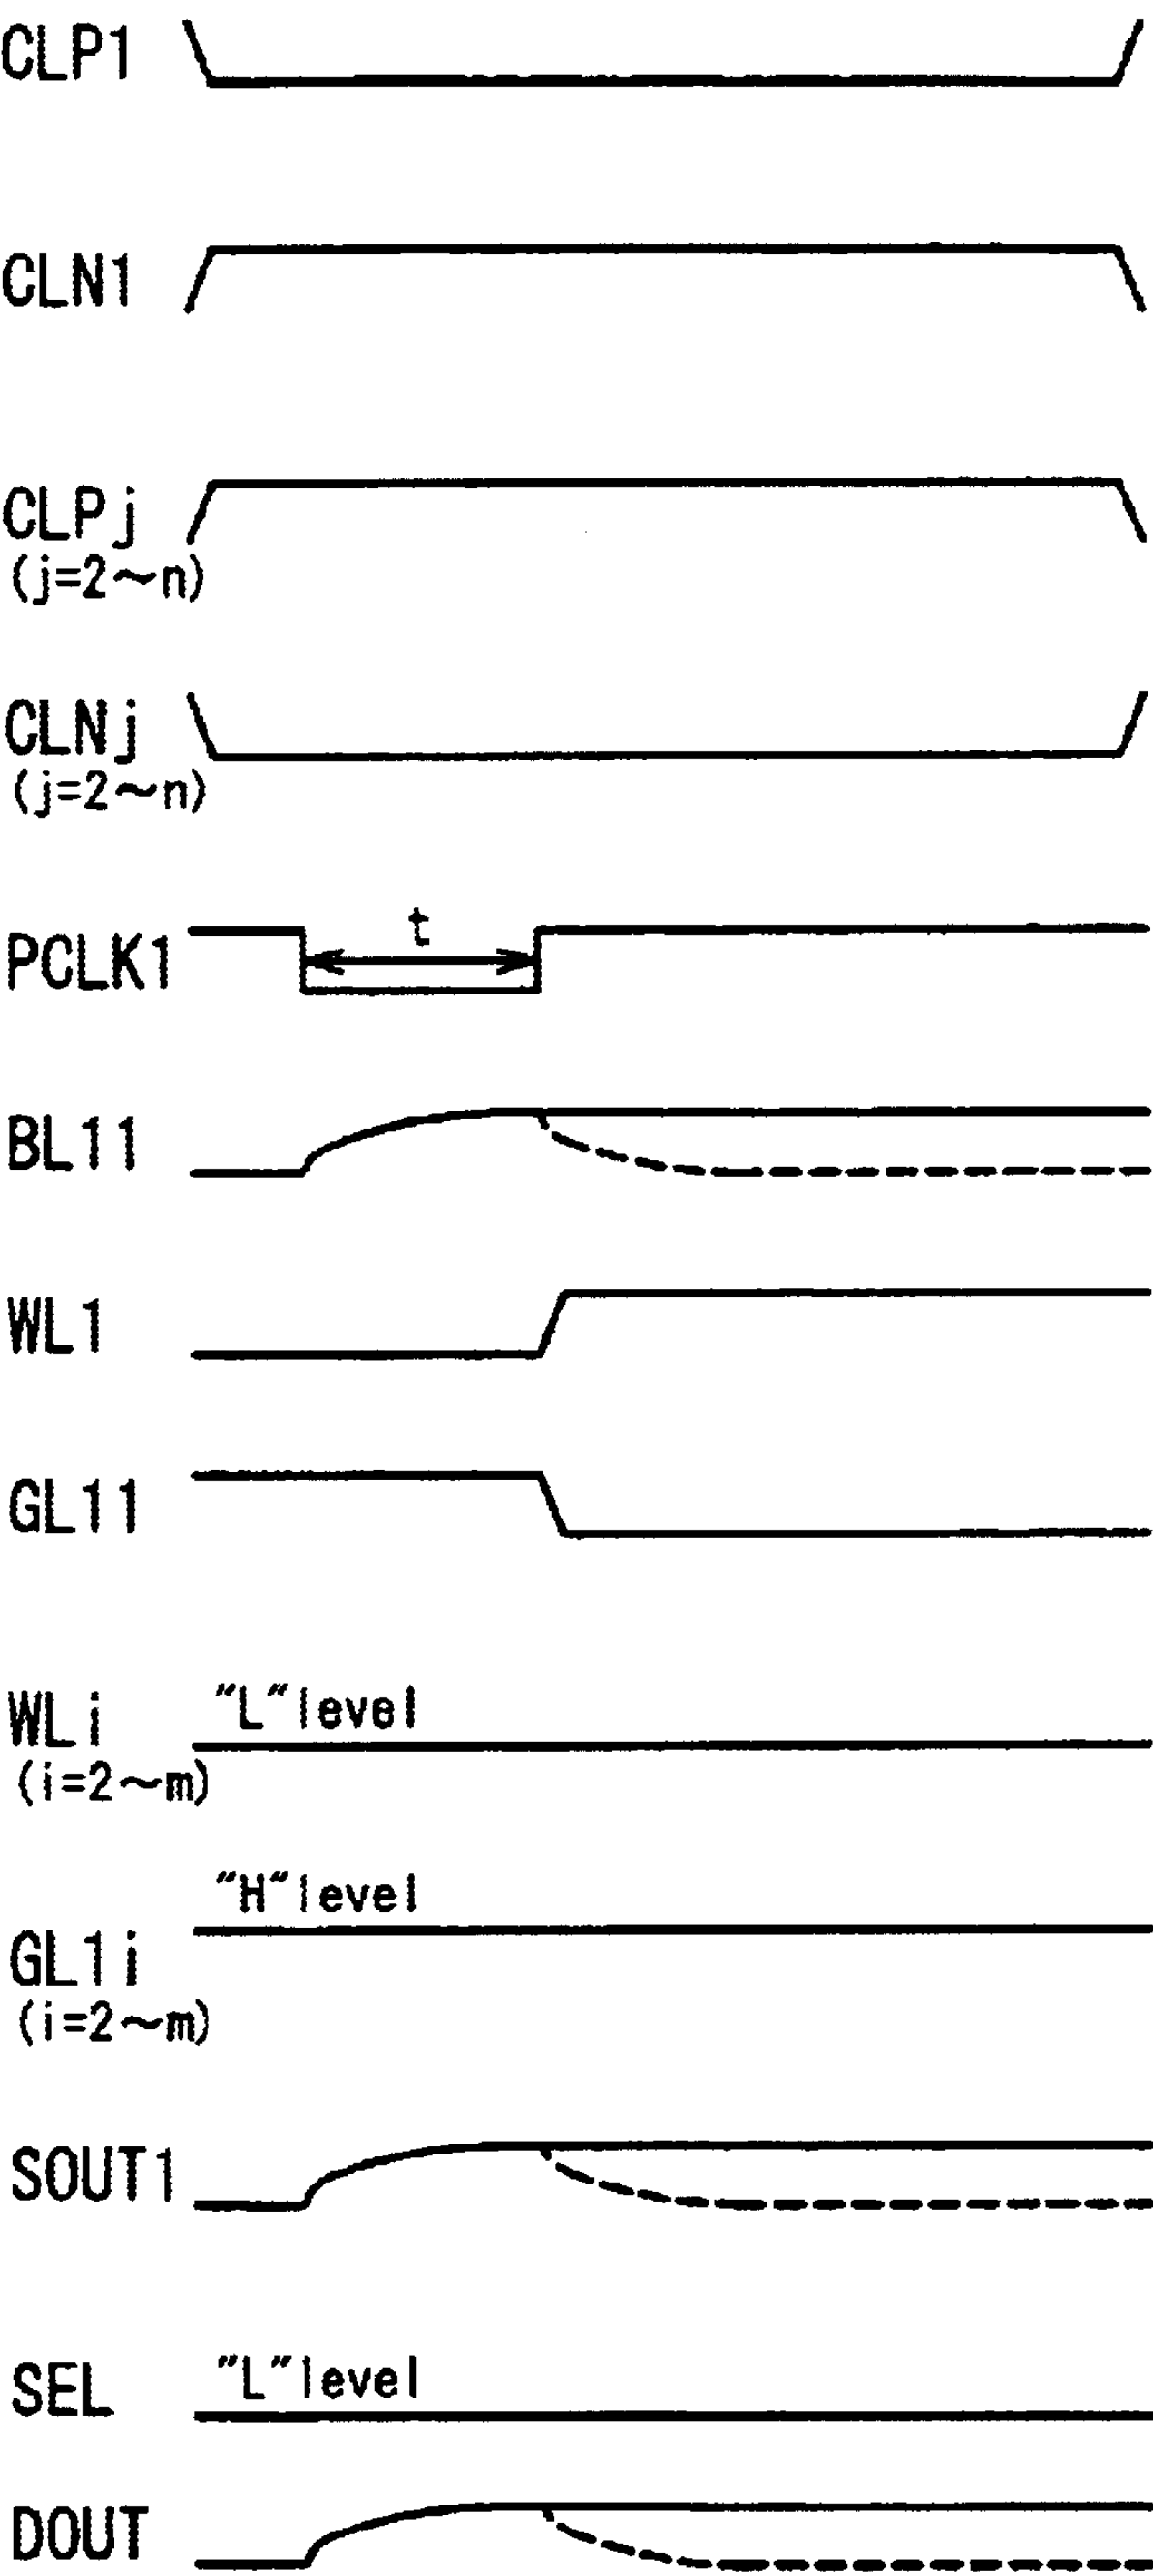 CLP1
CLN1
CLPj
(j=2～n)
CLNj
(j=2～n)
t
PCLK1
BL11
WL1
GL11
"L"level
WLi
(i=2～m)
"H"level
GL1i
(i=2～m)
SOUT1
"L"level
SEL
DOUT